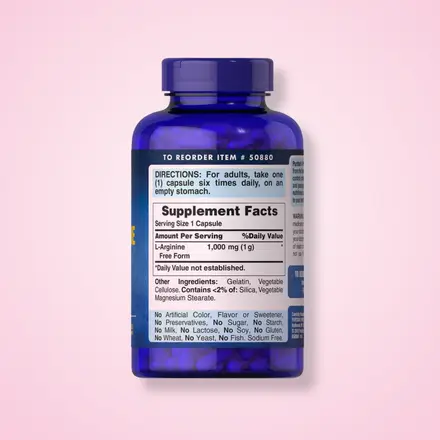 TO REORDER ITEM # 50880
DIRECTIONS: For adults, take one
(1) capsule six times daily, on an
empty stomach.
Supplement Facts
Serving Size 1 Capsule
Amount Per Serving %Daily Value
L-Arginine 1,000 mg (1 g) *
Free Form
*Daily Value not established.
Other Ingredients: Gelatin, Vegetable
Cellulose. Contains <2% of: Silica, Vegetable
Magnesium Stearate.
No Artificial Color, Flavor or Sweetener,
No Preservatives, No Sugar, No Starch,
No Milk, No Lactose, No Soy, No Gluten,
No Wheat, No Yeast, No Fish. Sodium Free.